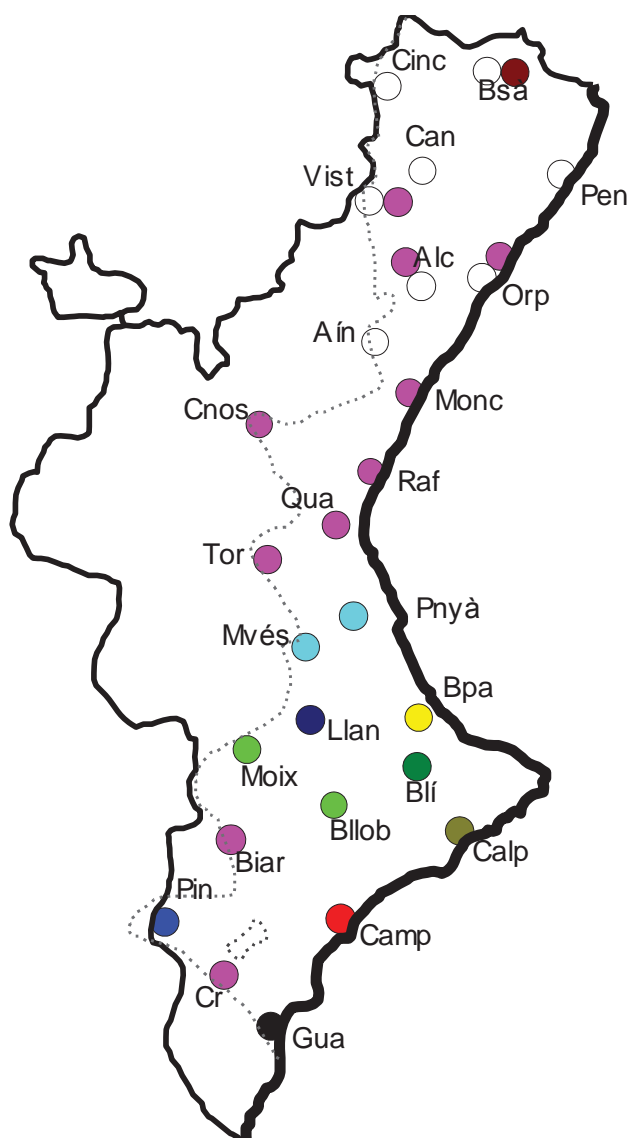 Cinc
Bsà
Can
Vist
Pen
Alc
Orp
Aín
Monc
Cnos
Raf
Qua
Tor
Pnyà
Mvés
Bpa
Llan
Moix
Blí
Bllob
Calp
Biar
Pin
Camp
Cr
Gua